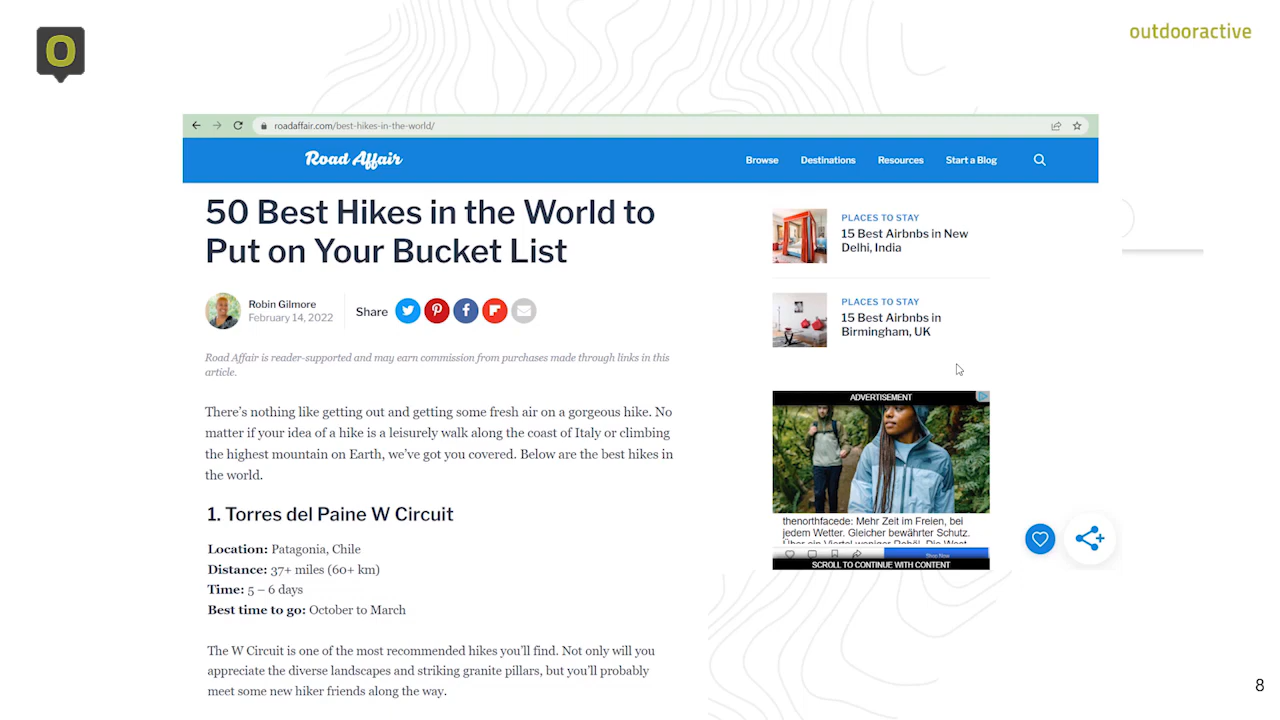 O
outdooractive
roadaffair.com/best-hikes-in-the-world/
Road Affair
Browse
Destinations
Resources
Start a Blog
50 Best Hikes in the World to
Put on Your Bucket List
Robin Gilmore
February 14, 2022
Share
Road Affair is reader-supported and may earn commission from purchases made through links in this
article.
There's nothing like getting out and getting some fresh air on a gorgeous hike. No
matter if your idea of a hike is a leisurely walk along the coast of Italy or climbing
the highest mountain on Earth, we've got you covered. Below are the best hikes in
the world.
1. Torres del Paine W Circuit
Location: Patagonia, Chile
Distance: 37+ miles (60+ km)
Time: 5 – 6 days
Best time to go: October to March
The W Circuit is one of the most recommended hikes you'll find. Not only will you
appreciate the diverse landscapes and striking granite pillars, but you'll probably
meet some new hiker friends along the way.
PLACES TO STAY
15 Best Airbnbs in New
Delhi, India
PLACES TO STAY
15 Best Airbnbs in
Birmingham, UK
ADVERTISEMENT
thenorthfacede: Mehr Zeit im Freien, bei
jedem Wetter. Gleicher bewährter Schutz.
Über ein Viertel weniger
Shop Now
SCROLL TO CONTINUE WITH CONTENT
8